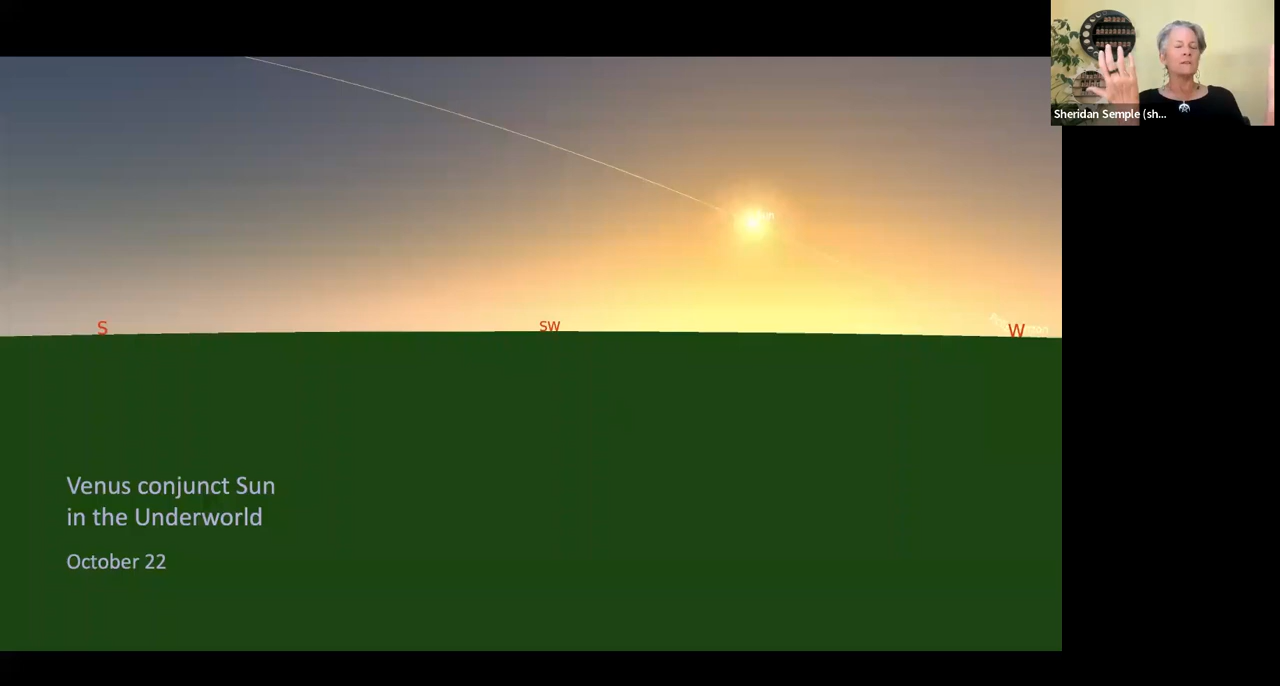 Sheridan Semple (sh...
S
SW
W
Venus conjunct Sun
in the Underworld
October 22